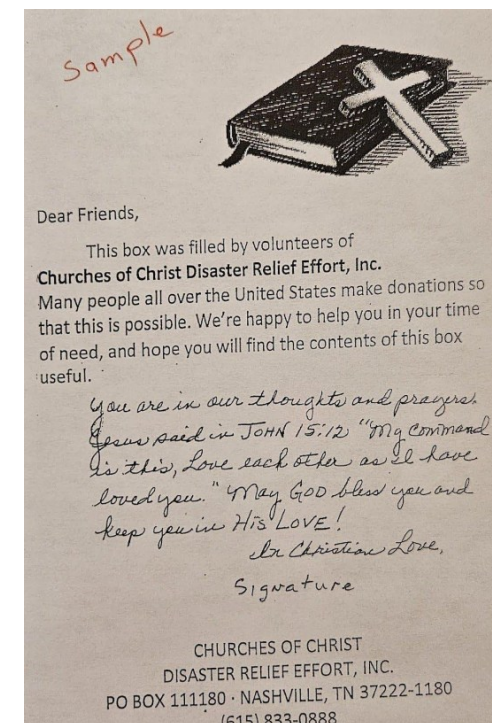 Sample
Dear Friends,
This box was filled by volunteers of
Churches of Christ Disaster Relief Effort, Inc.
Many people all over the United States make donations so
that this is possible. We're happy to help you in your time
of need, and hope you will find the contents of this box
useful.
You are in our thoughts and prayers.
Jesus said in JOHN 15:12 "My command
is this, Love each other as I have
loved you." May GOD bless you and
keep you in His LOVE!
In Christian Love,
Signature
CHURCHES OF CHRIST
DISASTER RELIEF EFFORT, INC.
PO BOX 111180 · NASHVILLE, TN 37222-1180
(615) 833-0888